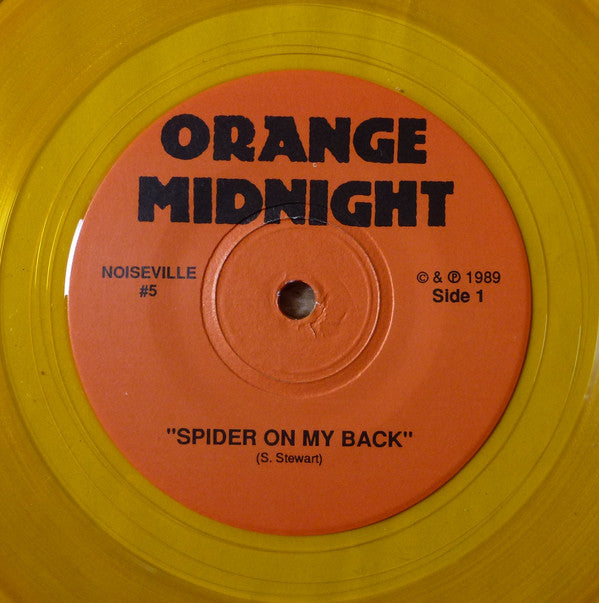 ORANGE
MIDNIGHT
NOISEVILLE
#5
© & ℗ 1989
Side 1
"SPIDER ON MY BACK"
(S. Stewart)